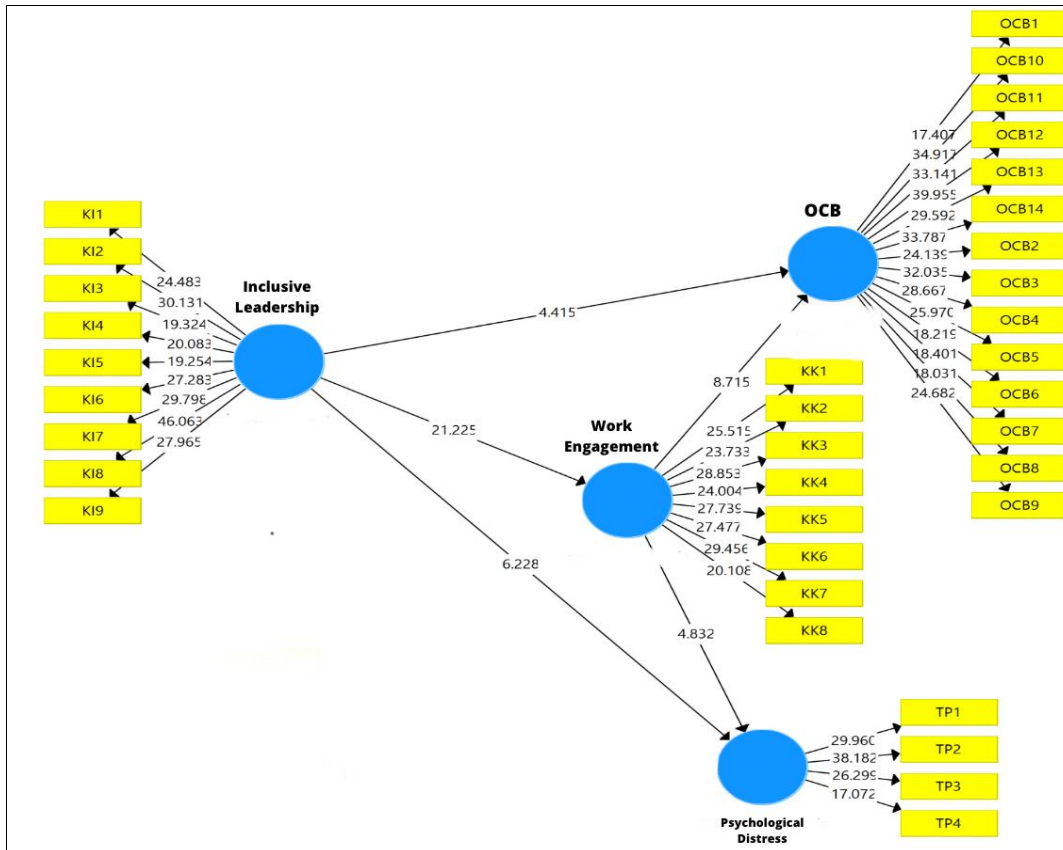 OCB1
OCB10
OCB11
OCB12
OCB13
OCB14
OCB2
OCB3
OCB4
OCB5
OCB6
OCB7
OCB8
OCB9
17.407
34.917
33.141
39.955
29.592
33.787
24.139
32.035
28.667
25.970
18.219
18.401
18.031
24.682
OCB
KI1
KI2
KI3
KI4
KI5
KI6
KI7
KI8
KI9
24.483
30.131
19.324
20.083
19.254
27.283
29.798
46.063
27.965
Inclusive
Leadership
4.415
21.225
6.228
8.715
Work
Engagement
KK1
KK2
KK3
KK4
KK5
KK6
KK7
KK8
25.515
23.733
28.853
24.004
27.739
27.477
29.456
20.108
4.832
TP1
TP2
TP3
TP4
29.960
38.182
26.299
17.072
Psychological
Distress